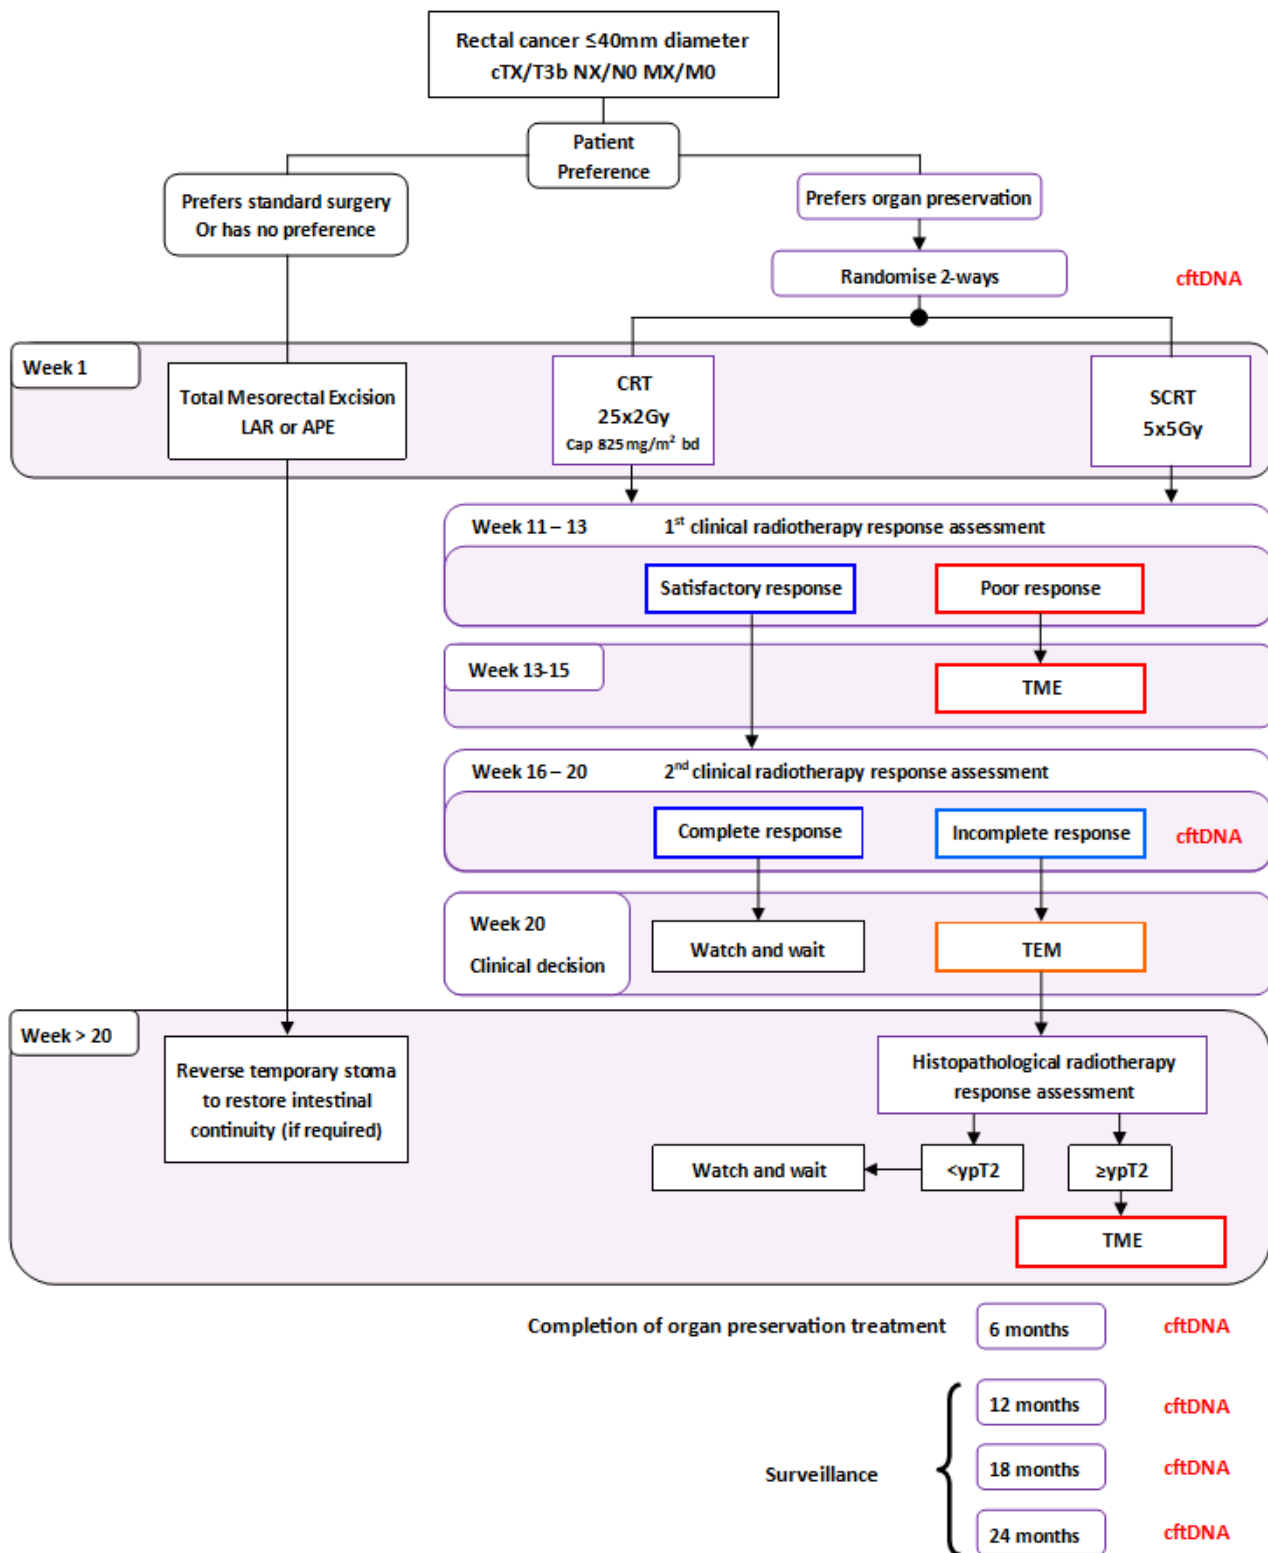 Rectal cancer ≤40mm diameter
cTX/T3b NX/N0 MX/M0
Patient
Preference
Prefers standard surgery
Or has no preference
Prefers organ preservation
Randomise 2-ways
cftDNA
Week 1
Total Mesorectal Excision
LAR or APE
CRT
25x2Gy
Cap 825mg/m² bd
SCRT
5x5Gy
Week 11 – 13 1st clinical radiotherapy response assessment
Satisfactory response
Poor response
Week 13-15
TME
Week 16 – 20 2nd clinical radiotherapy response assessment
Complete response
Incomplete response
cftDNA
Week 20
Clinical decision
Watch and wait
TEM
Week > 20
Reverse temporary stoma
to restore intestinal
continuity (if required)
Histopathological radiotherapy
response assessment
Watch and wait
<ypT2
≥ypT2
TME
Completion of organ preservation treatment
6 months
cftDNA
12 months
cftDNA
Surveillance
18 months
cftDNA
24 months
cftDNA